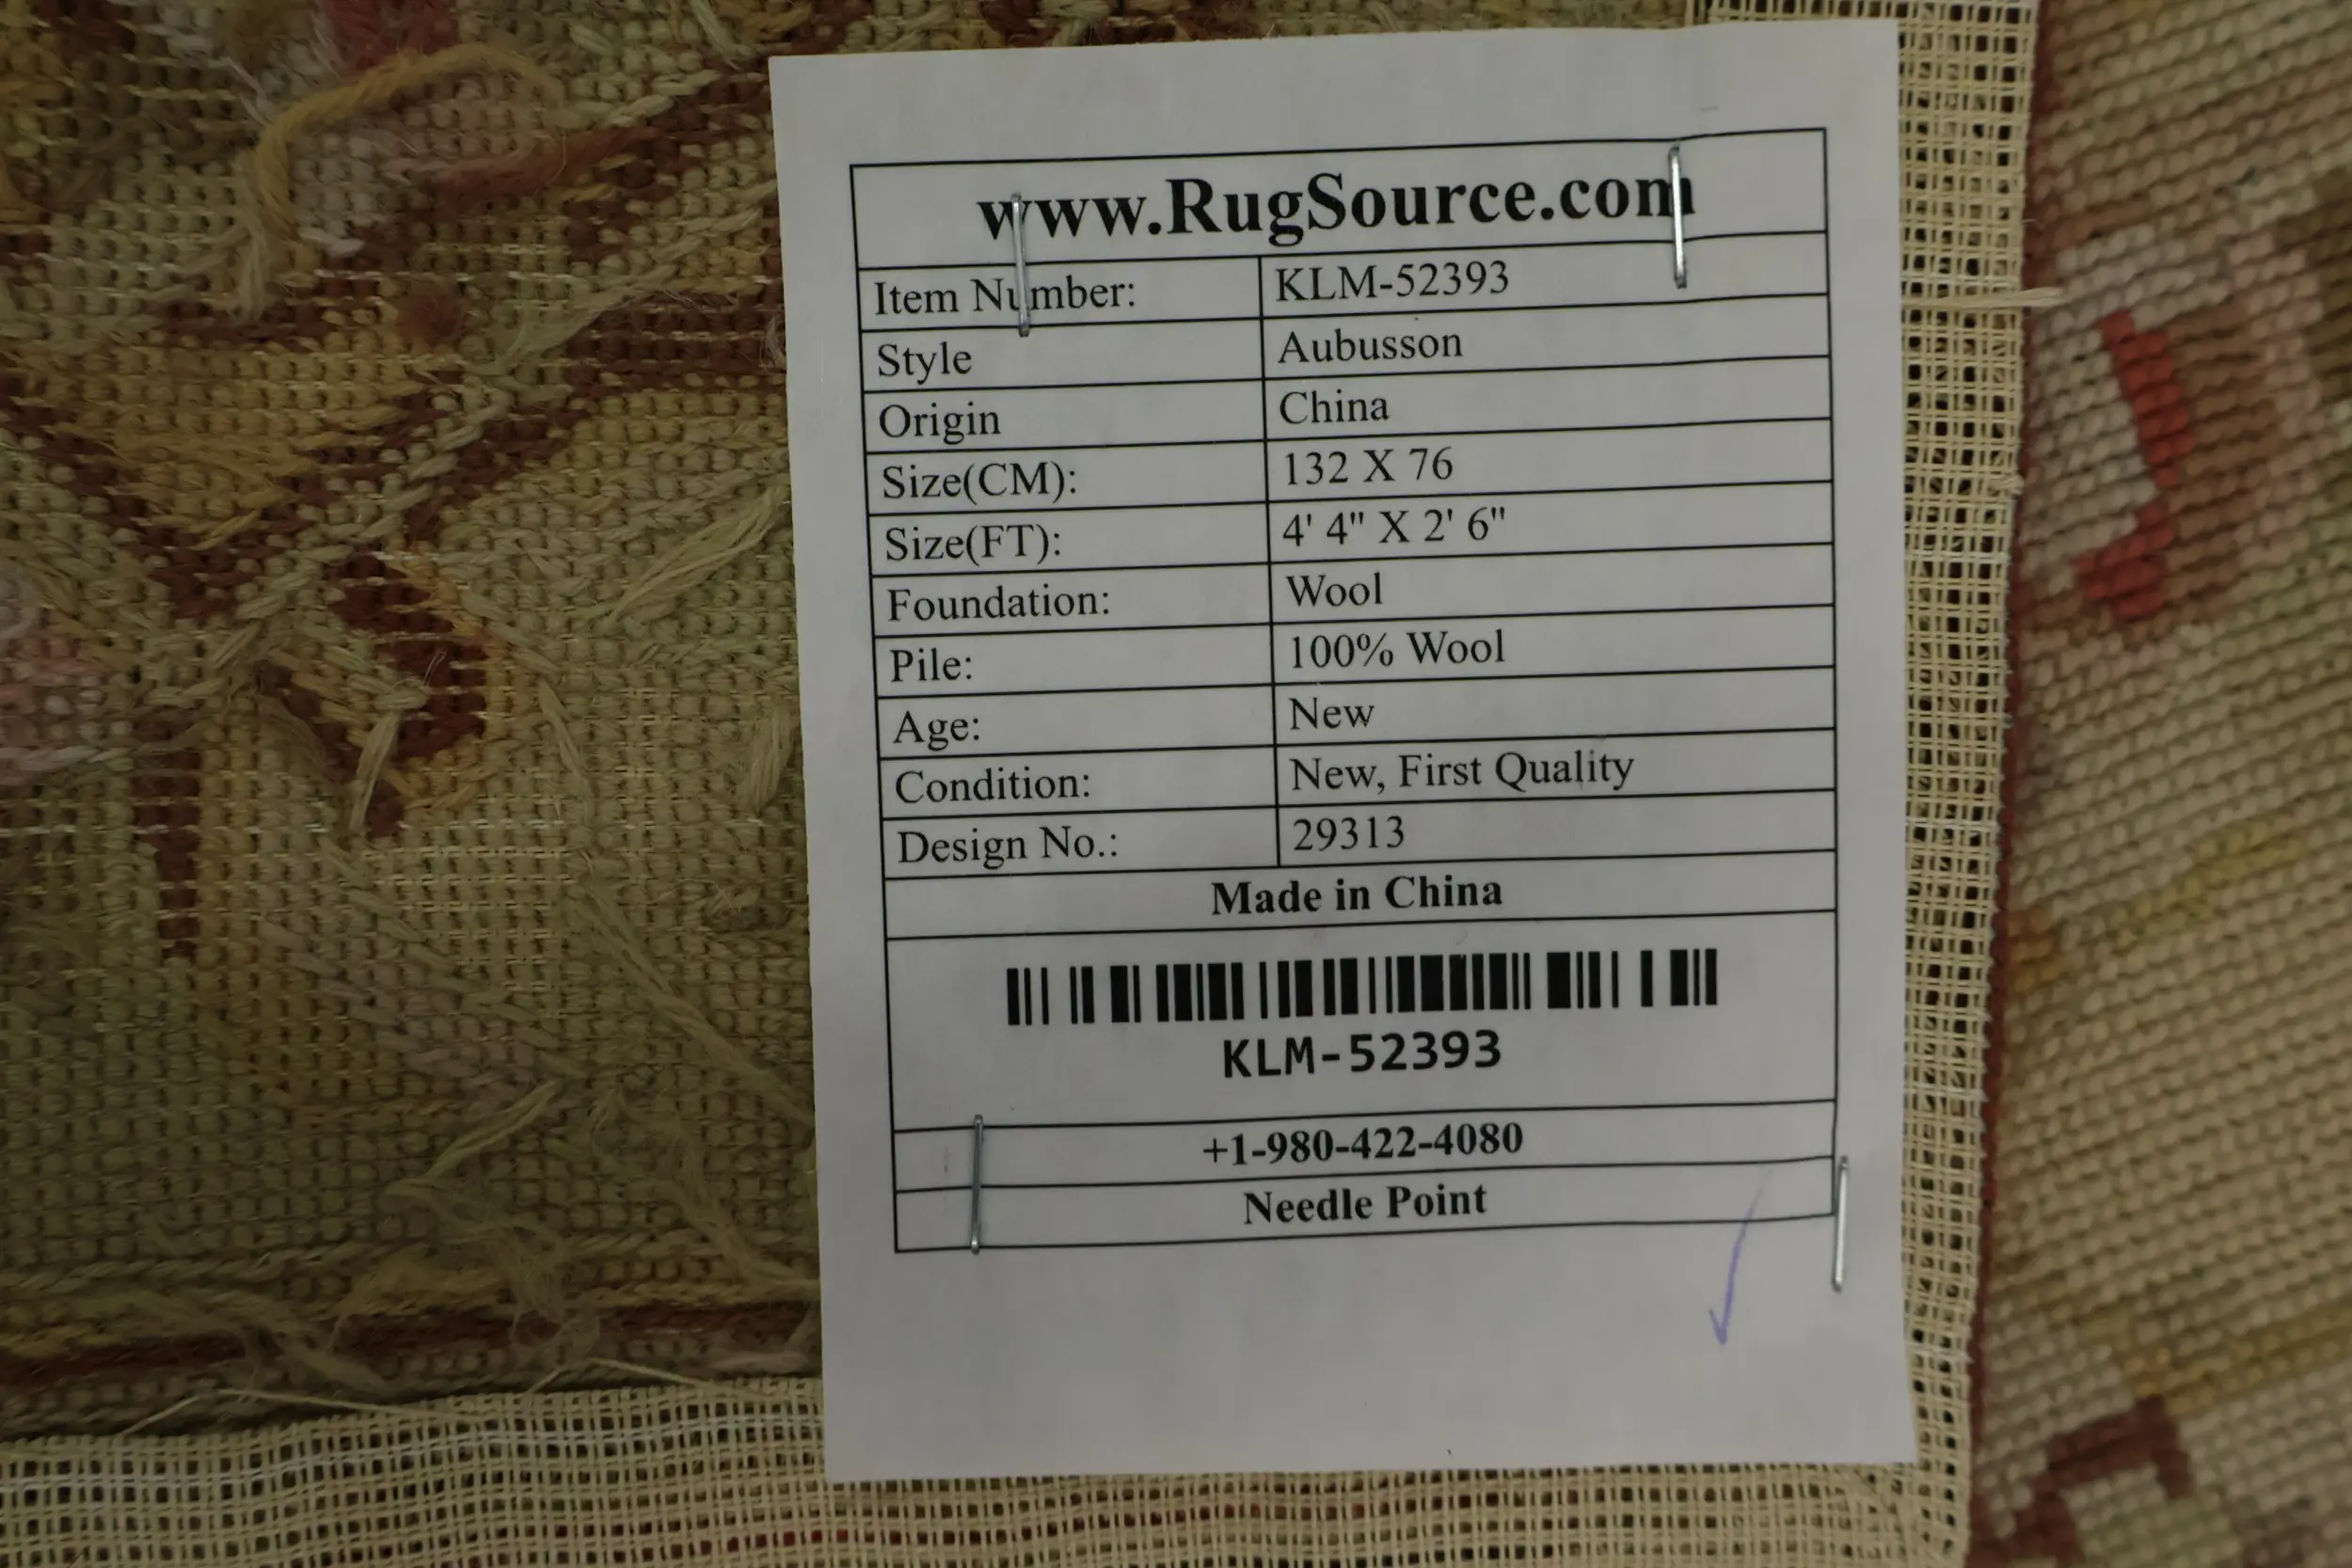 www.RugSource.com
Item Number: KLM-52393
Style Aubusson
Origin China
Size(CM): 132 X 76
Size(FT): 4' 4" X 2' 6"
Foundation: Wool
Pile: 100% Wool
Age: New
Condition: New, First Quality
Design No.: 29313
Made in China
KLM-52393
+1-980-422-4080
Needle Point